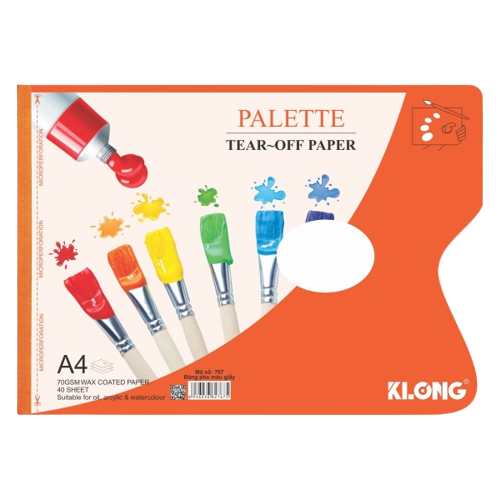 PALETTE
TEAR~OFF PAPER
MICROPERFORATION
MICROPERFORATION
MICROPERFORATION
A4
70GSM WAX COATED PAPER
40 SHEET
Suitable for oil, arcylic & watercolour
Mã số: 797
Bảng pha màu giấy
KLONG